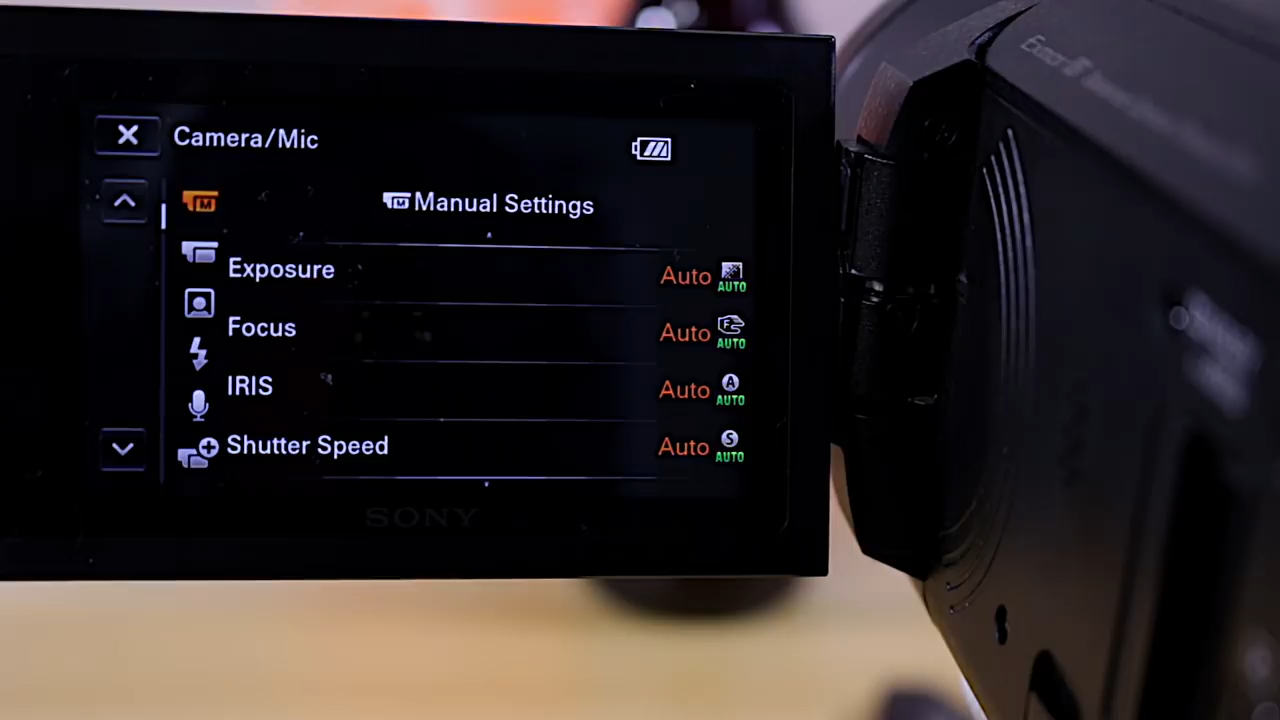 Camera/Mic
Manual Settings
Exposure Auto AUTO
Focus Auto AUTO
IRIS Auto AUTO
Shutter Speed Auto AUTO
SONY